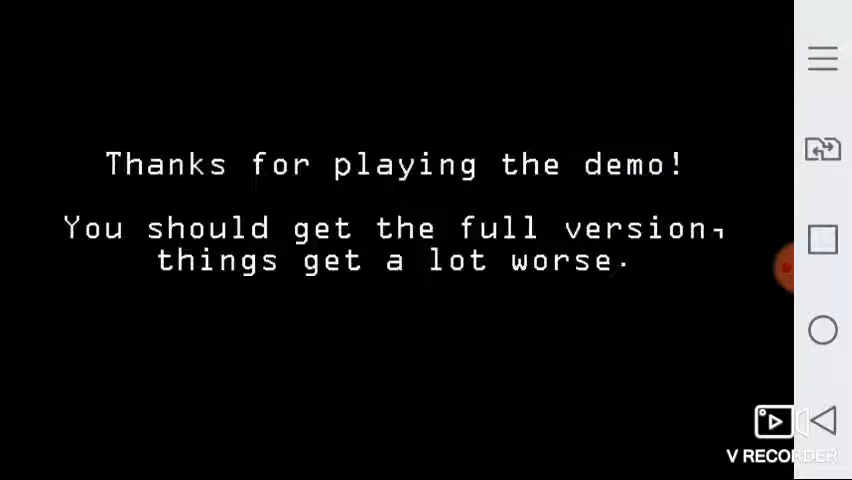 Thanks for playing the demo!
You should get the full version,
things get a lot worse.
V RECORDER